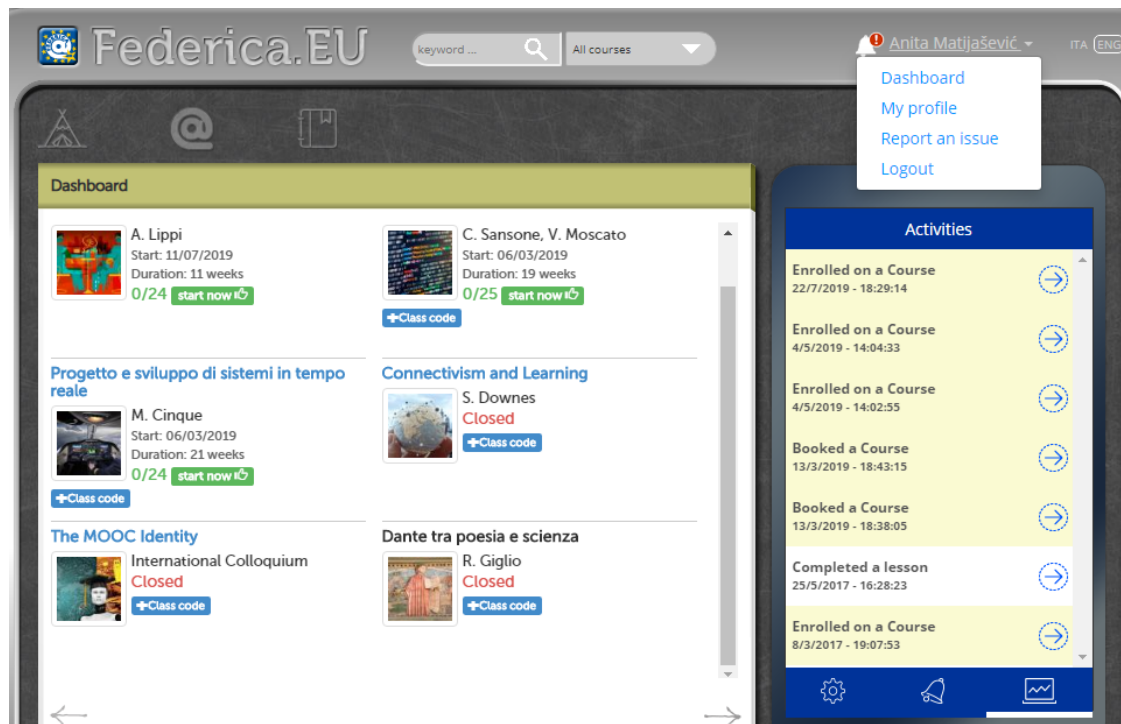 Federica.EU
keyword ...
All courses
Anita Matijašević
ITA ENG
Dashboard
My profile
Report an issue
Logout
Dashboard
A. Lippi
Start: 11/07/2019
Duration: 11 weeks
0/24 start now
C. Sansone, V. Moscato
Start: 06/03/2019
Duration: 19 weeks
0/25 start now
+Class code
Progetto e sviluppo di sistemi in tempo
reale
M. Cinque
Start: 06/03/2019
Duration: 21 weeks
0/24 start now
+Class code
Connectivism and Learning
S. Downes
Closed
+Class code
The MOOC Identity
International Colloquium
Closed
+Class code
Dante tra poesia e scienza
R. Giglio
Closed
+Class code
Activities
Enrolled on a Course
22/7/2019 - 18:29:14
Enrolled on a Course
4/5/2019 - 14:04:33
Enrolled on a Course
4/5/2019 - 14:02:55
Booked a Course
13/3/2019 - 18:43:15
Booked a Course
13/3/2019 - 18:38:05
Completed a lesson
25/5/2017 - 16:28:23
Enrolled on a Course
8/3/2017 - 19:07:53